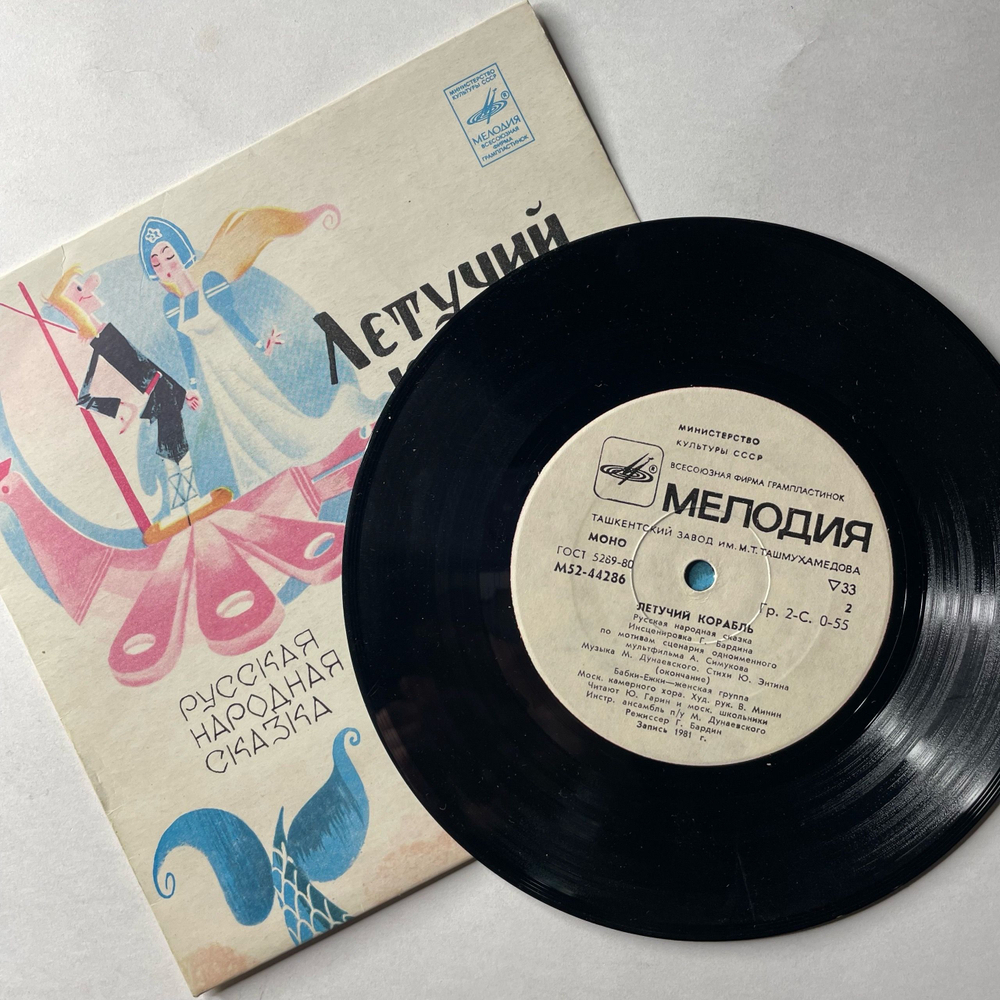 МИНИСТЕРСТВО
КУЛЬТУРЫ СССР
МЕЛОДИЯ
ВСЕСОЮЗНАЯ
ФИРМА
ГРАМПЛАСТИНОК
ЛЕТУЧИЙ
РУССКАЯ
НАРОДНАЯ
СКАЗКА
МИНИСТЕРСТВО
КУЛЬТУРЫ СССР
ВСЕСОЮЗНАЯ ФИРМА ГРАМПЛАСТИНОК
МЕЛОДИЯ
ТАШКЕНТСКИЙ ЗАВОД ИМ. М.Т. ТАШМУХАМЕДОВА
МОНО
ГОСТ 5289-80
М52-44286
▽33
2
Гр. 2-С. 0-55
ЛЕТУЧИЙ КОРАБЛЬ
Русская народная сказка
Инсценировка Г. Бардина
по мотивам сценария одноименного
мультфильма А. Симукова
Музыка М. Дунаевского. Стихи Ю. Энтина
(окончание)
Бабки-Ежки—женская группа
Моск. камерного хора. Худ. рук. В. Минин
Читают Ю. Гарин и моск. школьники
Инстр. ансамбль п/у М. Дунаевского
Режиссер Г. Бардин
Запись 1981 г.